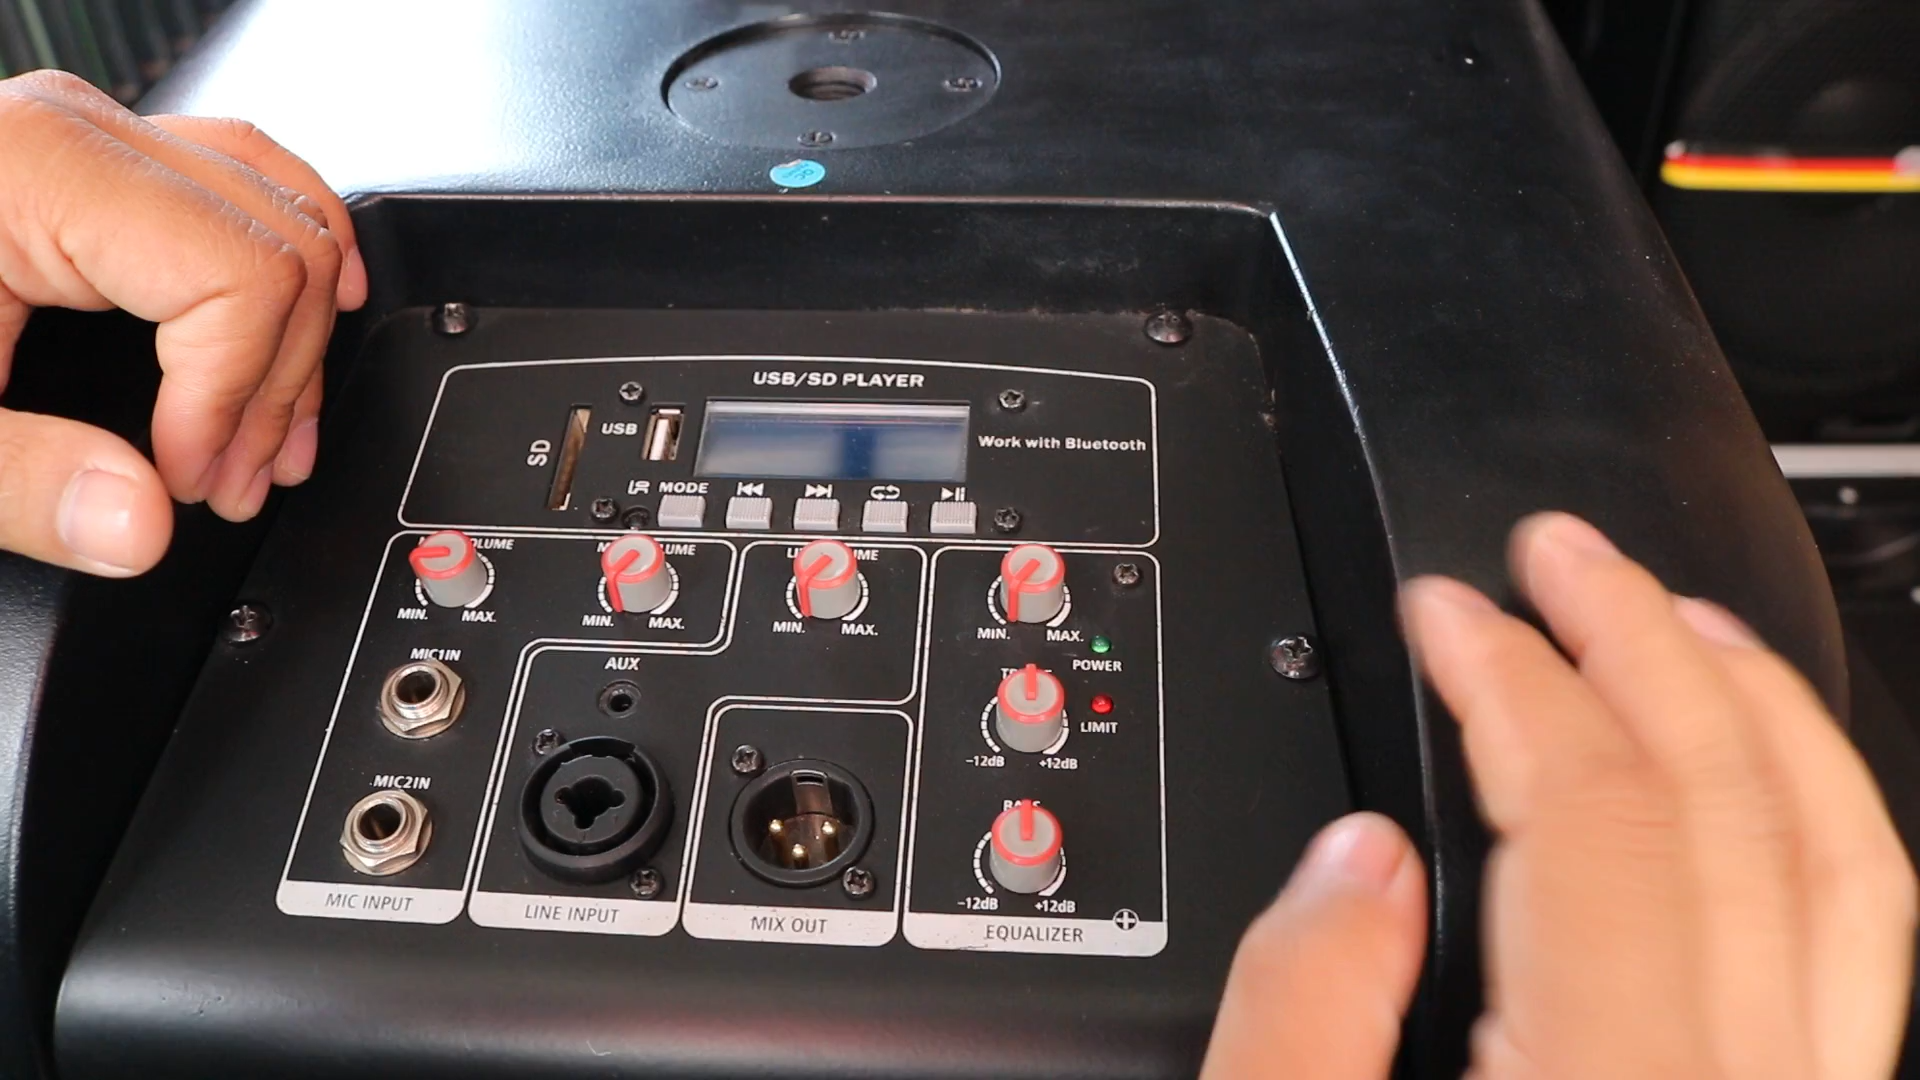 USB/SD PLAYER
SD
USB
Work with Bluetooth
MODE
MIN. MAX.
MIN. MAX.
MIN. MAX.
MIN. MAX.
POWER
LIMIT
-12dB +12dB
-12dB +12dB
MIC1IN
AUX
MIC2IN
MIC INPUT
LINE INPUT
MIX OUT
EQUALIZER